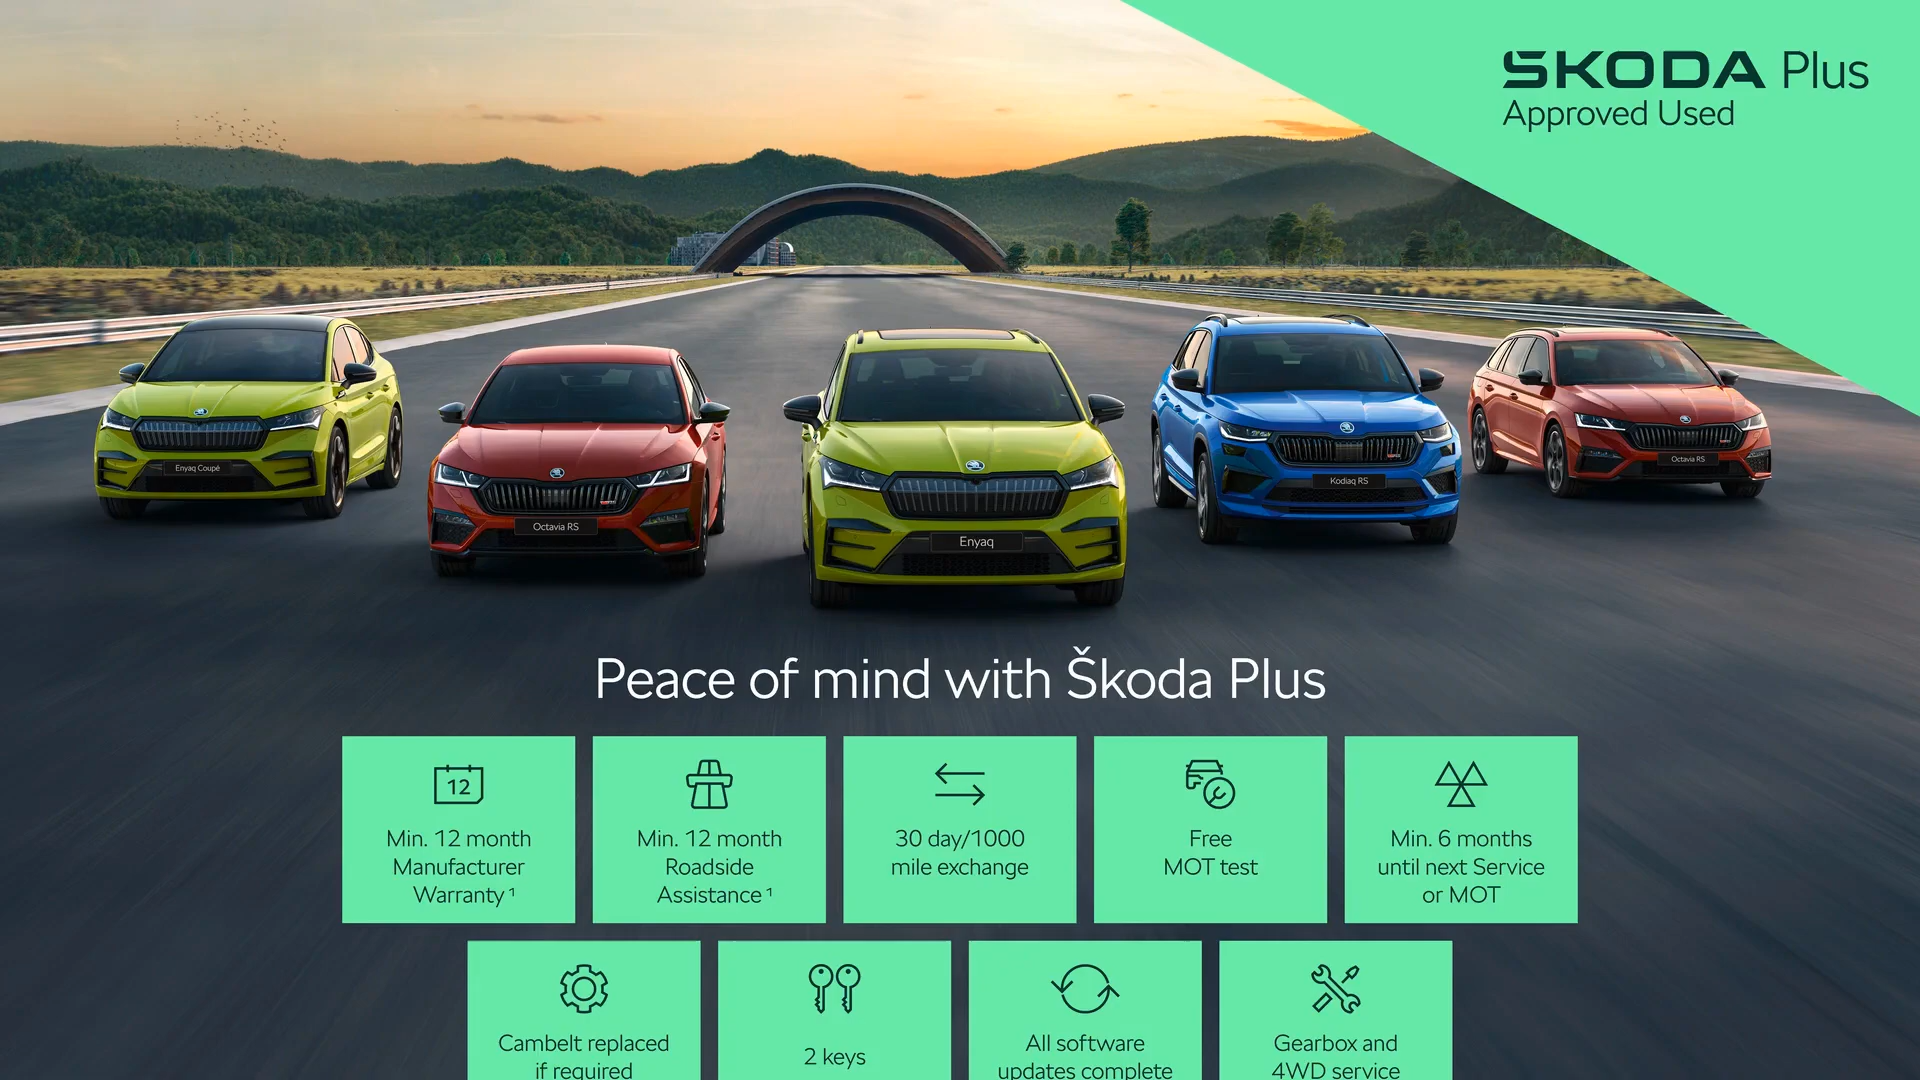 SKODA Plus
Approved Used
Enyaq Coupé
Octavia RS
Enyaq
Kodiaq RS
Octavia RS
Peace of mind with Škoda Plus
12
Min. 12 month
Manufacturer
Warranty ¹
Min. 12 month
Roadside
Assistance ¹
30 day/1000
mile exchange
Free
MOT test
Min. 6 months
until next Service
or MOT
Cambelt replaced
if required
2 keys
All software
updates complete
Gearbox and
4WD service